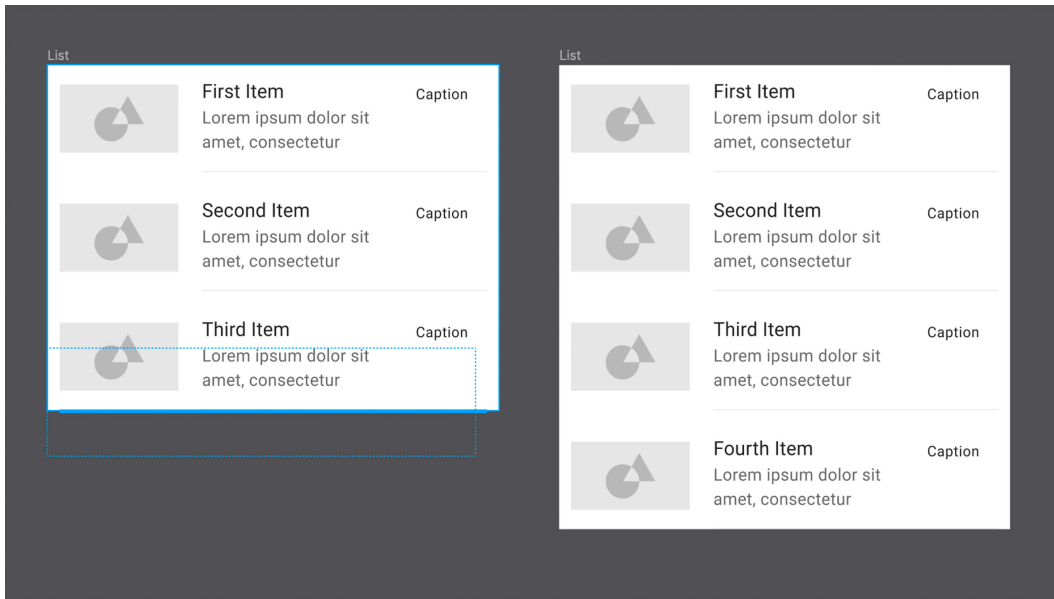 List
First Item
Caption
Lorem ipsum dolor sit
amet, consectetur
Second Item
Caption
Lorem ipsum dolor sit
amet, consectetur
Third Item
Caption
Lorem ipsum dolor sit
amet, consectetur
List
First Item
Caption
Lorem ipsum dolor sit
amet, consectetur
Second Item
Caption
Lorem ipsum dolor sit
amet, consectetur
Third Item
Caption
Lorem ipsum dolor sit
amet, consectetur
Fourth Item
Caption
Lorem ipsum dolor sit
amet, consectetur